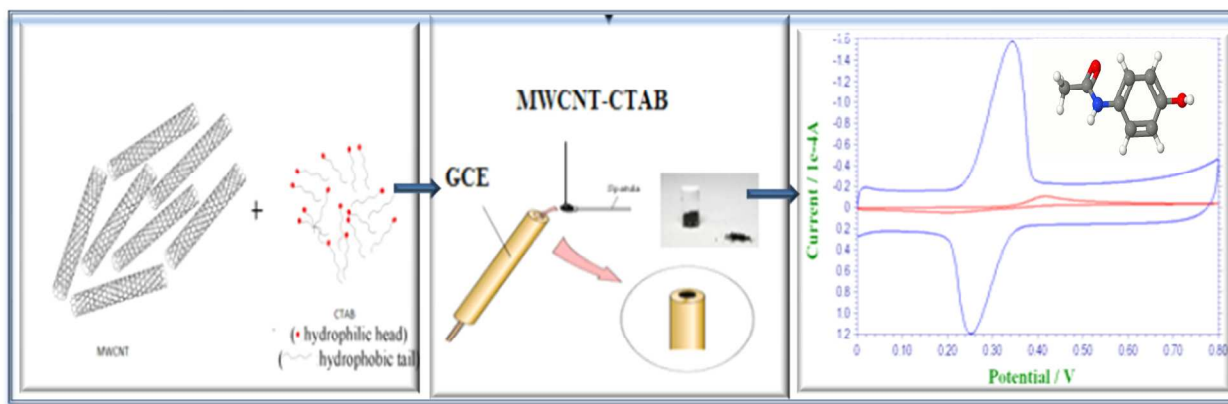 MWCNT
+
CTAB
(• hydrophilic head)
( hydrophobic tail)
MWCNT-CTAB
GCE
Spatula
Current / 1e-4A
-1.6
-1.4
-1.2
-1.0
-0.8
-0.6
-0.4
-0.2
0
0.2
0.4
0.6
0.8
1.0
1.2
0 0.10 0.20 0.30 0.40 0.50 0.60 0.70 0.80
Potential / V